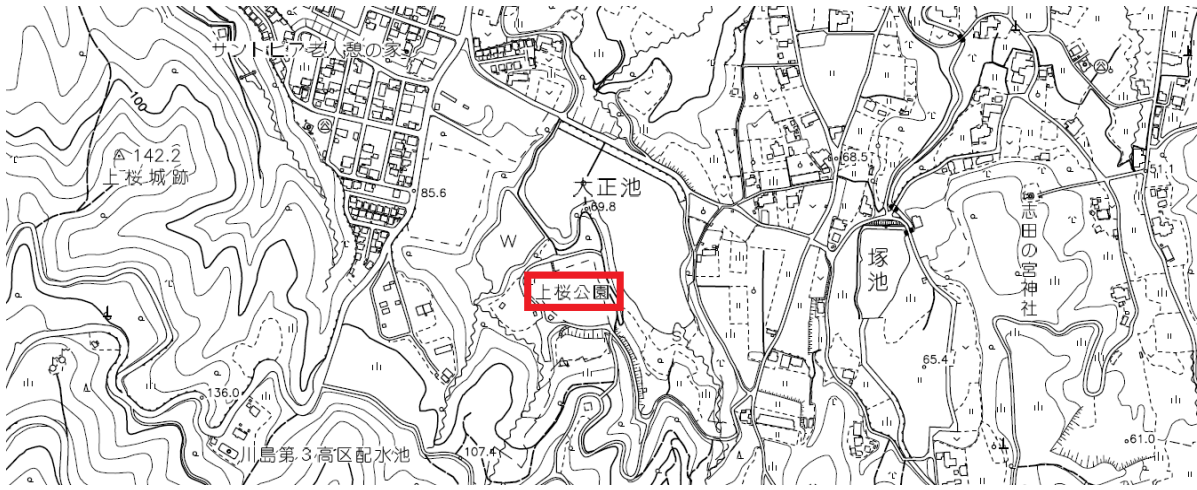 サントピア老人憩の家
100
142.2
上桜城跡
85.6
大正池
69.8
W
上桜公園
S
68.5
塚池
志田の宮神社
51.1
65.4
136.0
川島第3高区配水池
107.4
61.0